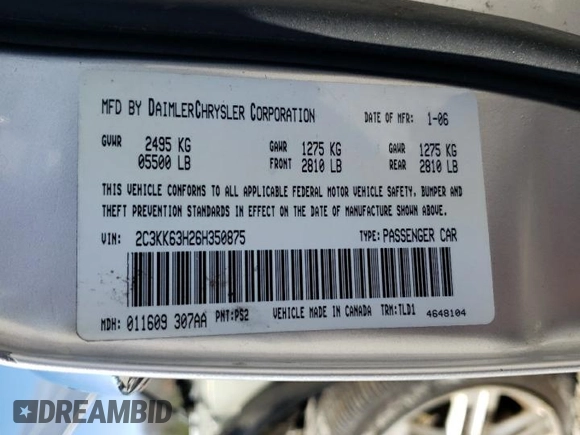 MFD BY DAIMLERCHRYSLER CORPORATION DATE OF MFR: 1-06
GVWR 2495 KG GAWR 1275 KG GAWR 1275 KG
05500 LB FRONT 2810 LB REAR 2810 LB
THIS VEHICLE CONFORMS TO ALL APPLICABLE FEDERAL MOTOR VEHICLE SAFETY, BUMPER AND
THEFT PREVENTION STANDARDS IN EFFECT ON THE DATE OF MANUFACTURE SHOWN ABOVE.
VIN: 2C3KK63H26H350875 TYPE: PASSENGER CAR
MDH: 011609 307AA PNT:PS2 VEHICLE MADE IN CANADA TRM:TLD1 4648104
DREAMBID